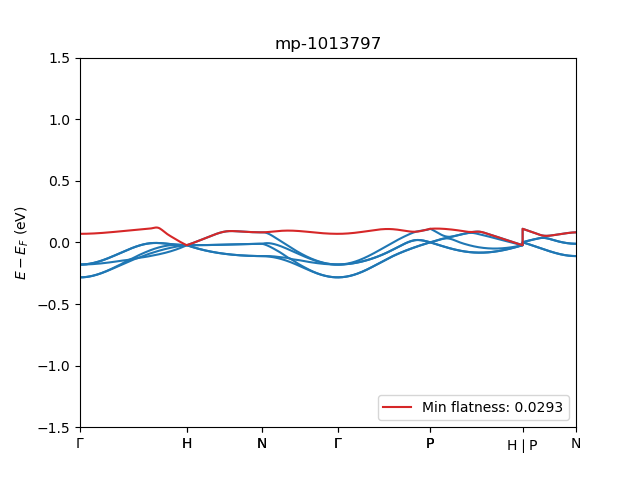 mp-1013797
E − E_F (eV)
1.5
1.0
0.5
0.0
−0.5
−1.0
−1.5
Min flatness: 0.0293
Γ H N Γ P H | P N